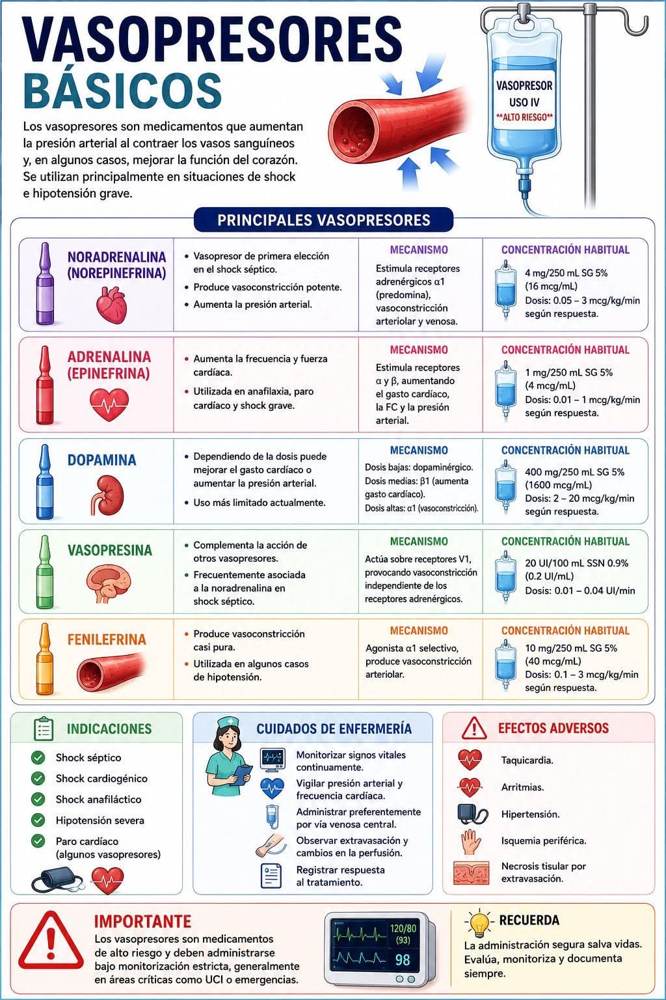 VASOPRESORES
BÁSICOS
Los vasopresores son medicamentos que aumentan
la presión arterial al contraer los vasos sanguíneos
y, en algunos casos, mejorar la función del corazón.
Se utilizan principalmente en situaciones de shock
e hipotensión grave.
VASOPRESOR
USO IV
**ALTO RIESGO**
PRINCIPALES VASOPRESORES
NORADRENALINA
(NOREPINEFRINA)
• Vasopresor de primera elección
en el shock séptico.
• Produce vasoconstricción potente.
• Aumenta la presión arterial.
MECANISMO
Estimula receptores
adrenérgicos α1
(predomina),
vasoconstricción
arteriolar y venosa.
CONCENTRACIÓN HABITUAL
4 mg/250 mL SG 5%
(16 mcg/mL)
Dosis: 0.05 – 3 mcg/kg/min
según respuesta.
ADRENALINA
(EPINEFRINA)
• Aumenta la frecuencia y fuerza
cardíaca.
• Utilizada en anafilaxia, paro
cardíaco y shock grave.
MECANISMO
Estimula receptores
α y β, aumentando
el gasto cardíaco,
la FC y la presión
arterial.
CONCENTRACIÓN HABITUAL
1 mg/250 mL SG 5%
(4 mcg/mL)
Dosis: 0.01 – 1 mcg/kg/min
según respuesta.
DOPAMINA
• Dependiendo de la dosis puede
mejorar el gasto cardíaco o
aumentar la presión arterial.
• Uso más limitado actualmente.
MECANISMO
Dosis bajas: dopaminérgico.
Dosis medias: β1 (aumenta
gasto cardíaco).
Dosis altas: α1 (vasoconstricción).
CONCENTRACIÓN HABITUAL
400 mg/250 mL SG 5%
(1600 mcg/mL)
Dosis: 2 – 20 mcg/kg/min
según respuesta.
VASOPRESINA
• Complementa la acción de
otros vasopresores.
• Frecuentemente asociada
a la noradrenalina en
shock séptico.
MECANISMO
Actúa sobre receptores V1,
provocando vasoconstricción
independiente de los
receptores adrenérgicos.
CONCENTRACIÓN HABITUAL
20 UI/100 mL SSN 0.9%
(0.2 UI/mL)
Dosis: 0.01 – 0.04 UI/min
FENILEFRINA
• Produce vasoconstricción
casi pura.
• Utilizada en algunos casos
de hipotensión.
MECANISMO
Agonista α1 selectivo,
produce vasoconstricción
arteriolar.
CONCENTRACIÓN HABITUAL
10 mg/250 mL SG 5%
(40 mcg/mL)
Dosis: 0.1 – 3 mcg/kg/min
según respuesta.
INDICACIONES
Shock séptico
Shock cardiogénico
Shock anafiláctico
Hipotensión severa
Paro cardíaco
(algunos vasopresores)
CUIDADOS DE ENFERMERÍA
Monitorizar signos vitales
continuamente.
Vigilar presión arterial y
frecuencia cardíaca.
Administrar preferentemente
por vía venosa central.
Observar extravasación y
cambios en la perfusión.
Registrar respuesta
al tratamiento.
EFECTOS ADVERSOS
Taquicardia.
Arritmias.
Hipertensión.
Isquemia periférica.
Necrosis tisular por
extravasación.
IMPORTANTE
Los vasopresores son medicamentos
de alto riesgo y deben administrarse
bajo monitorización estricta, generalmente
en áreas críticas como UCI o emergencias.
120/80
(93)
98
RECUERDA
La administración segura salva vidas.
Evalúa, monitoriza y documenta
siempre.